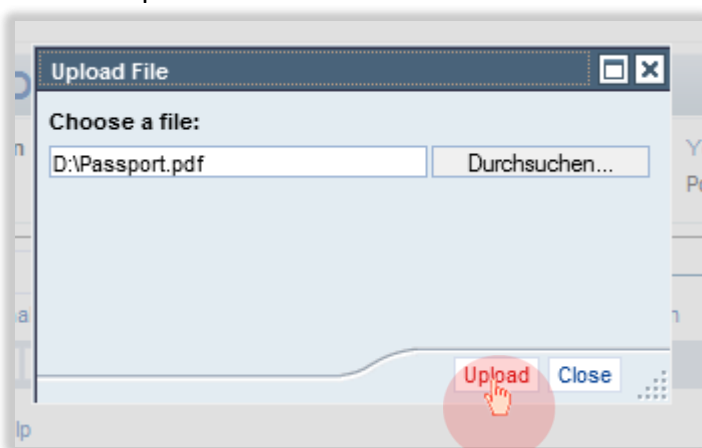 Upload File
Choose a file:
D:\Passport.pdf
Durchsuchen...
Upload
Close